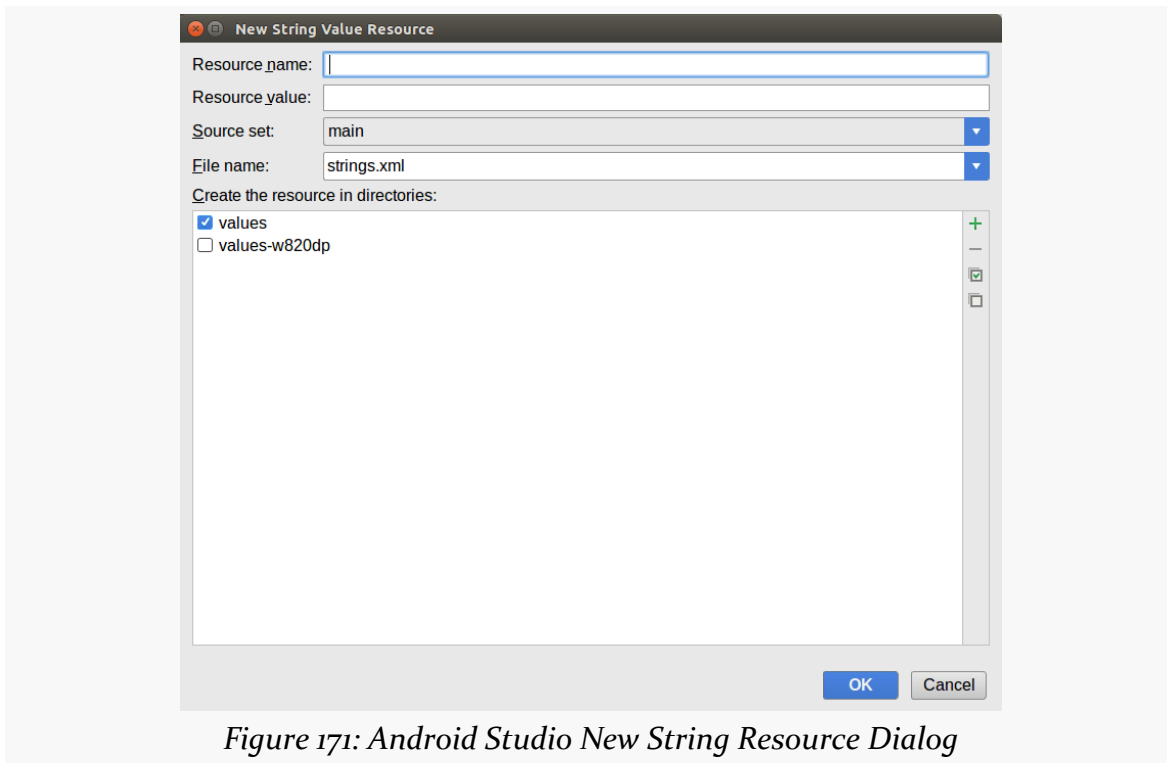 New String Value Resource
Resource name:
Resource value:
Source set: main
File name: strings.xml
Create the resource in directories:
values
values-w820dp
OK Cancel
Figure 171: Android Studio New String Resource Dialog